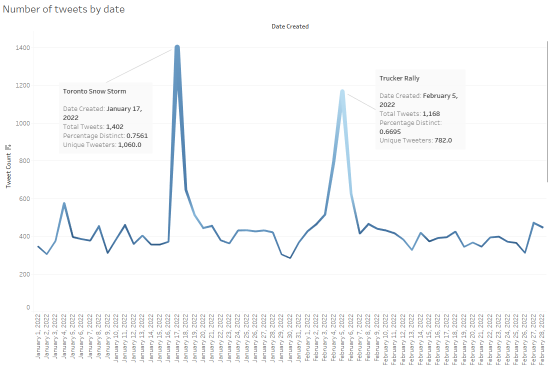 Number of tweets by date
Date Created
Tweet Count
1400
1200
1000
800
600
400
200
0
Toronto Snow Storm
Date Created: January 17,
2022
Total Tweets: 1,402
Percentage Distinct:
0.7561
Unique Tweeters: 1,060.0
Trucker Rally
Date Created: February 5,
2022
Total Tweets: 1,168
Percentage Distinct:
0.6695
Unique Tweeters: 782.0
January 1, 2022
January 2, 2022
January 3, 2022
January 4, 2022
January 5, 2022
January 6, 2022
January 7, 2022
January 8, 2022
January 9, 2022
January 10, 2022
January 11, 2022
January 12, 2022
January 13, 2022
January 14, 2022
January 15, 2022
January 16, 2022
January 17, 2022
January 18, 2022
January 19, 2022
January 20, 2022
January 21, 2022
January 22, 2022
January 23, 2022
January 24, 2022
January 25, 2022
January 26, 2022
January 27, 2022
January 28, 2022
January 29, 2022
January 30, 2022
January 31, 2022
February 1, 2022
February 2, 2022
February 3, 2022
February 4, 2022
February 5, 2022
February 6, 2022
February 7, 2022
February 8, 2022
February 9, 2022
February 10, 2022
February 11, 2022
February 12, 2022
February 13, 2022
February 14, 2022
February 15, 2022
February 16, 2022
February 17, 2022
February 18, 2022
February 19, 2022
February 20, 2022
February 21, 2022
February 22, 2022
February 23, 2022
February 24, 2022
February 25, 2022
February 26, 2022
February 27, 2022
February 28, 2022